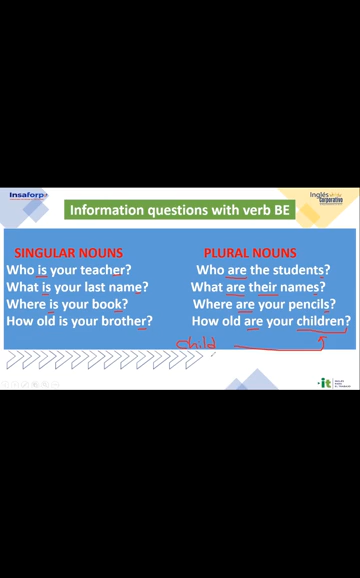 Insaforp
Inglés
Corporativo
Information questions with verb BE
SINGULAR NOUNS
Who is your teacher?
What is your last name?
Where is your book?
How old is your brother?
PLURAL NOUNS
Who are the students?
What are their names?
Where are your pencils?
How old are your children?
child
it